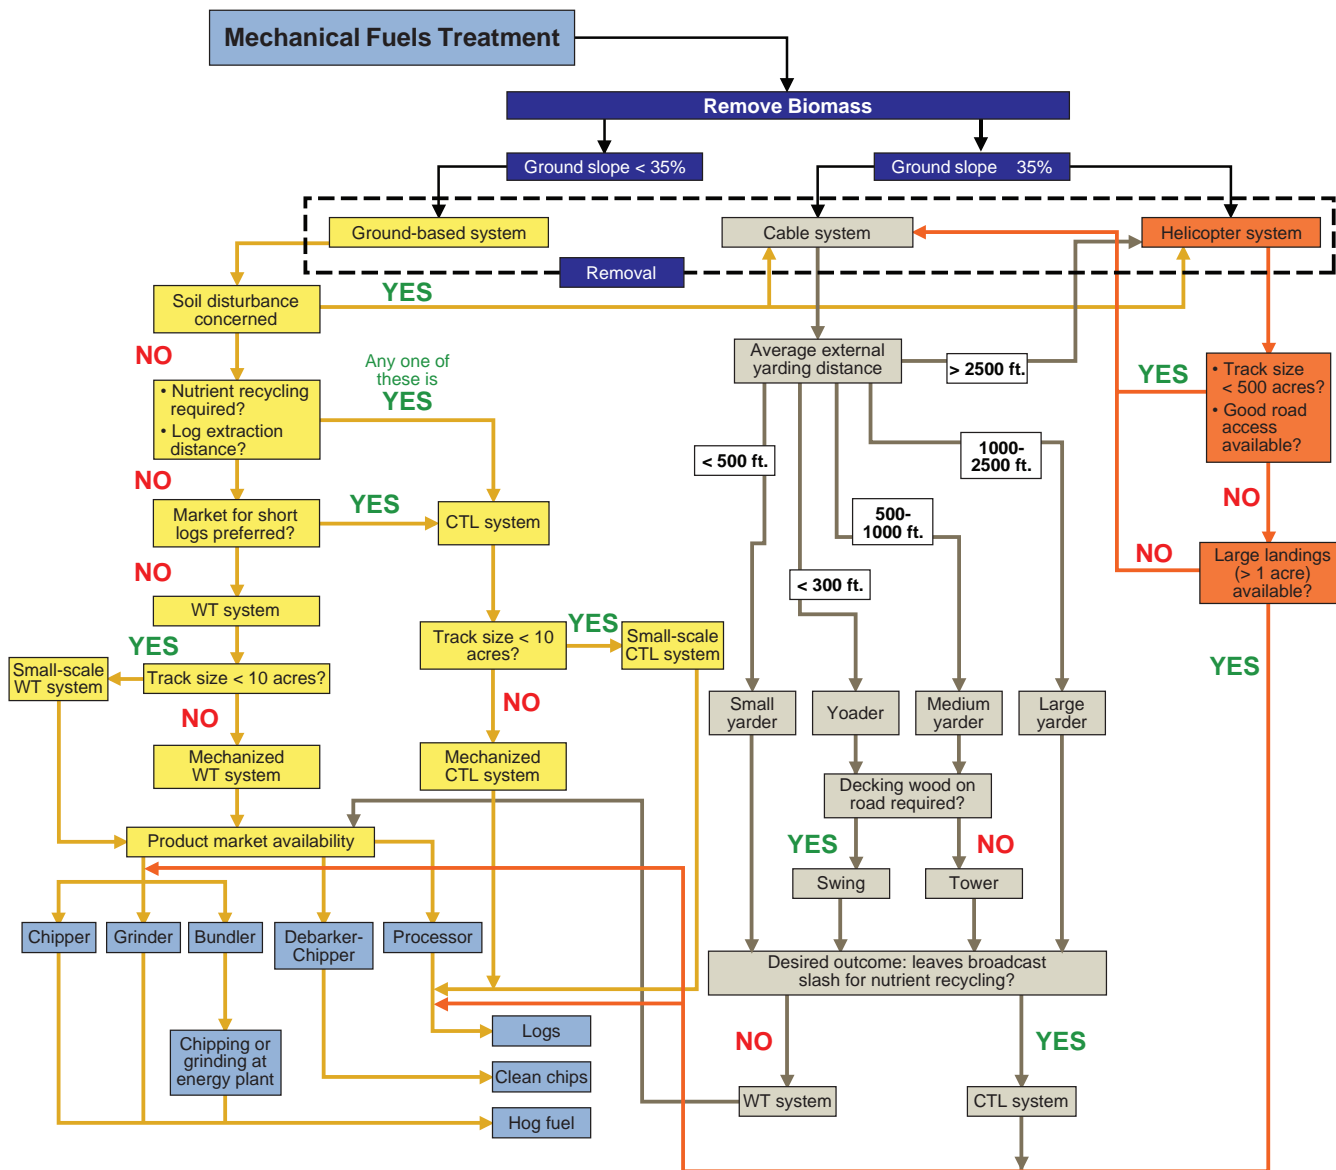 Mechanical Fuels Treatment
Remove Biomass
Ground slope < 35%
Ground slope   35%
Ground-based system
Cable system
Helicopter system
Removal
Soil disturbance
concerned
YES
NO
Any one of
these is
YES
• Nutrient recycling
required?
• Log extraction
distance?
Average external
yarding distance
> 2500 ft.
YES
• Track size
< 500 acres?
• Good road
access
available?
< 500 ft.
1000-
2500 ft.
NO
NO
Market for short
logs preferred?
YES
CTL system
500-
1000 ft.
NO
Large landings
(> 1 acre)
available?
NO
< 300 ft.
WT system
YES
Small-scale
WT system
Track size < 10 acres?
Track size < 10
acres?
YES
Small-scale
CTL system
YES
NO
NO
Small
yarder
Yoader
Medium
yarder
Large
yarder
Mechanized
WT system
Mechanized
CTL system
Decking wood on
road required?
Product market availability
YES
NO
Swing
Tower
Chipper
Grinder
Bundler
Debarker-
Chipper
Processor
Desired outcome: leaves broadcast
slash for nutrient recycling?
Logs
NO
YES
Chipping or
grinding at
energy plant
Clean chips
WT system
CTL system
Hog fuel